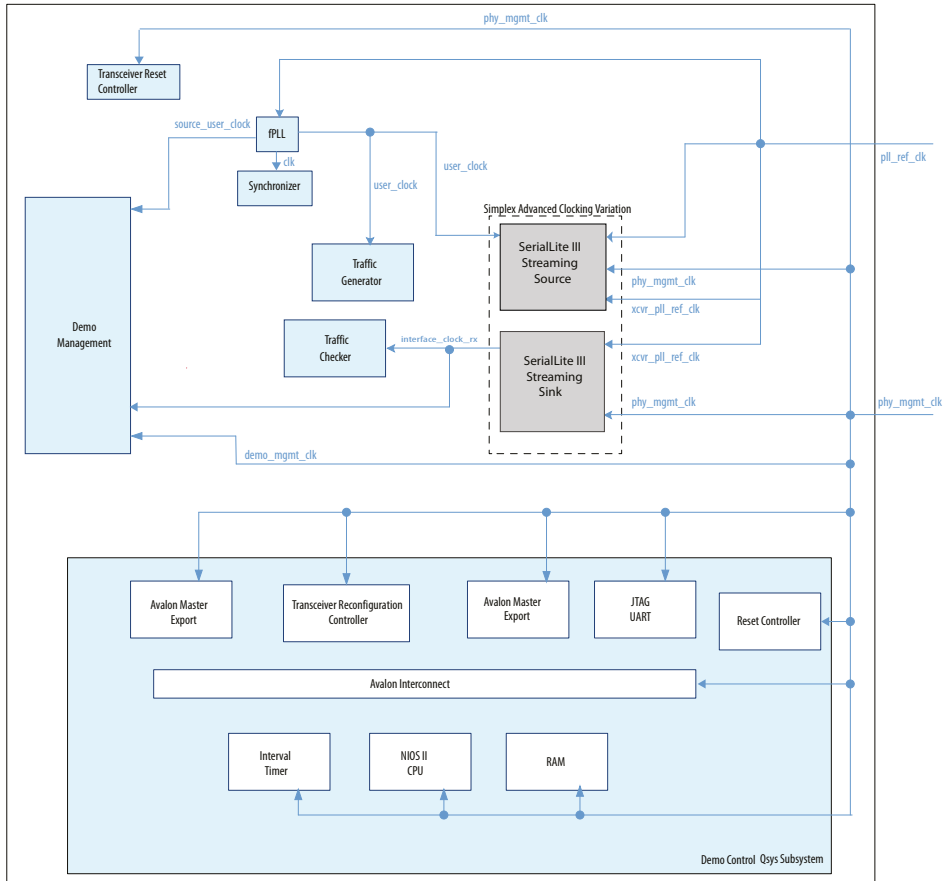 phy_mgmt_clk
Transceiver Reset
Controller
source_user_clock
fPLL
clk
Synchronizer
user_clock
user_clock
pll_ref_clk
Simplex Advanced Clocking Variation
SerialLite III
Streaming
Source
Traffic
Generator
phy_mgmt_clk
xcvr_pll_ref_clk
Demo
Management
Traffic
Checker
interface_clock_rx
SerialLite III
Streaming
Sink
xcvr_pll_ref_clk
phy_mgmt_clk
phy_mgmt_clk
demo_mgmt_clk
Avalon Master
Export
Transceiver Reconfiguration
Controller
Avalon Master
Export
JTAG
UART
Reset Controller
Avalon Interconnect
Interval
Timer
NIOS II
CPU
RAM
Demo Control Qsys Subsystem